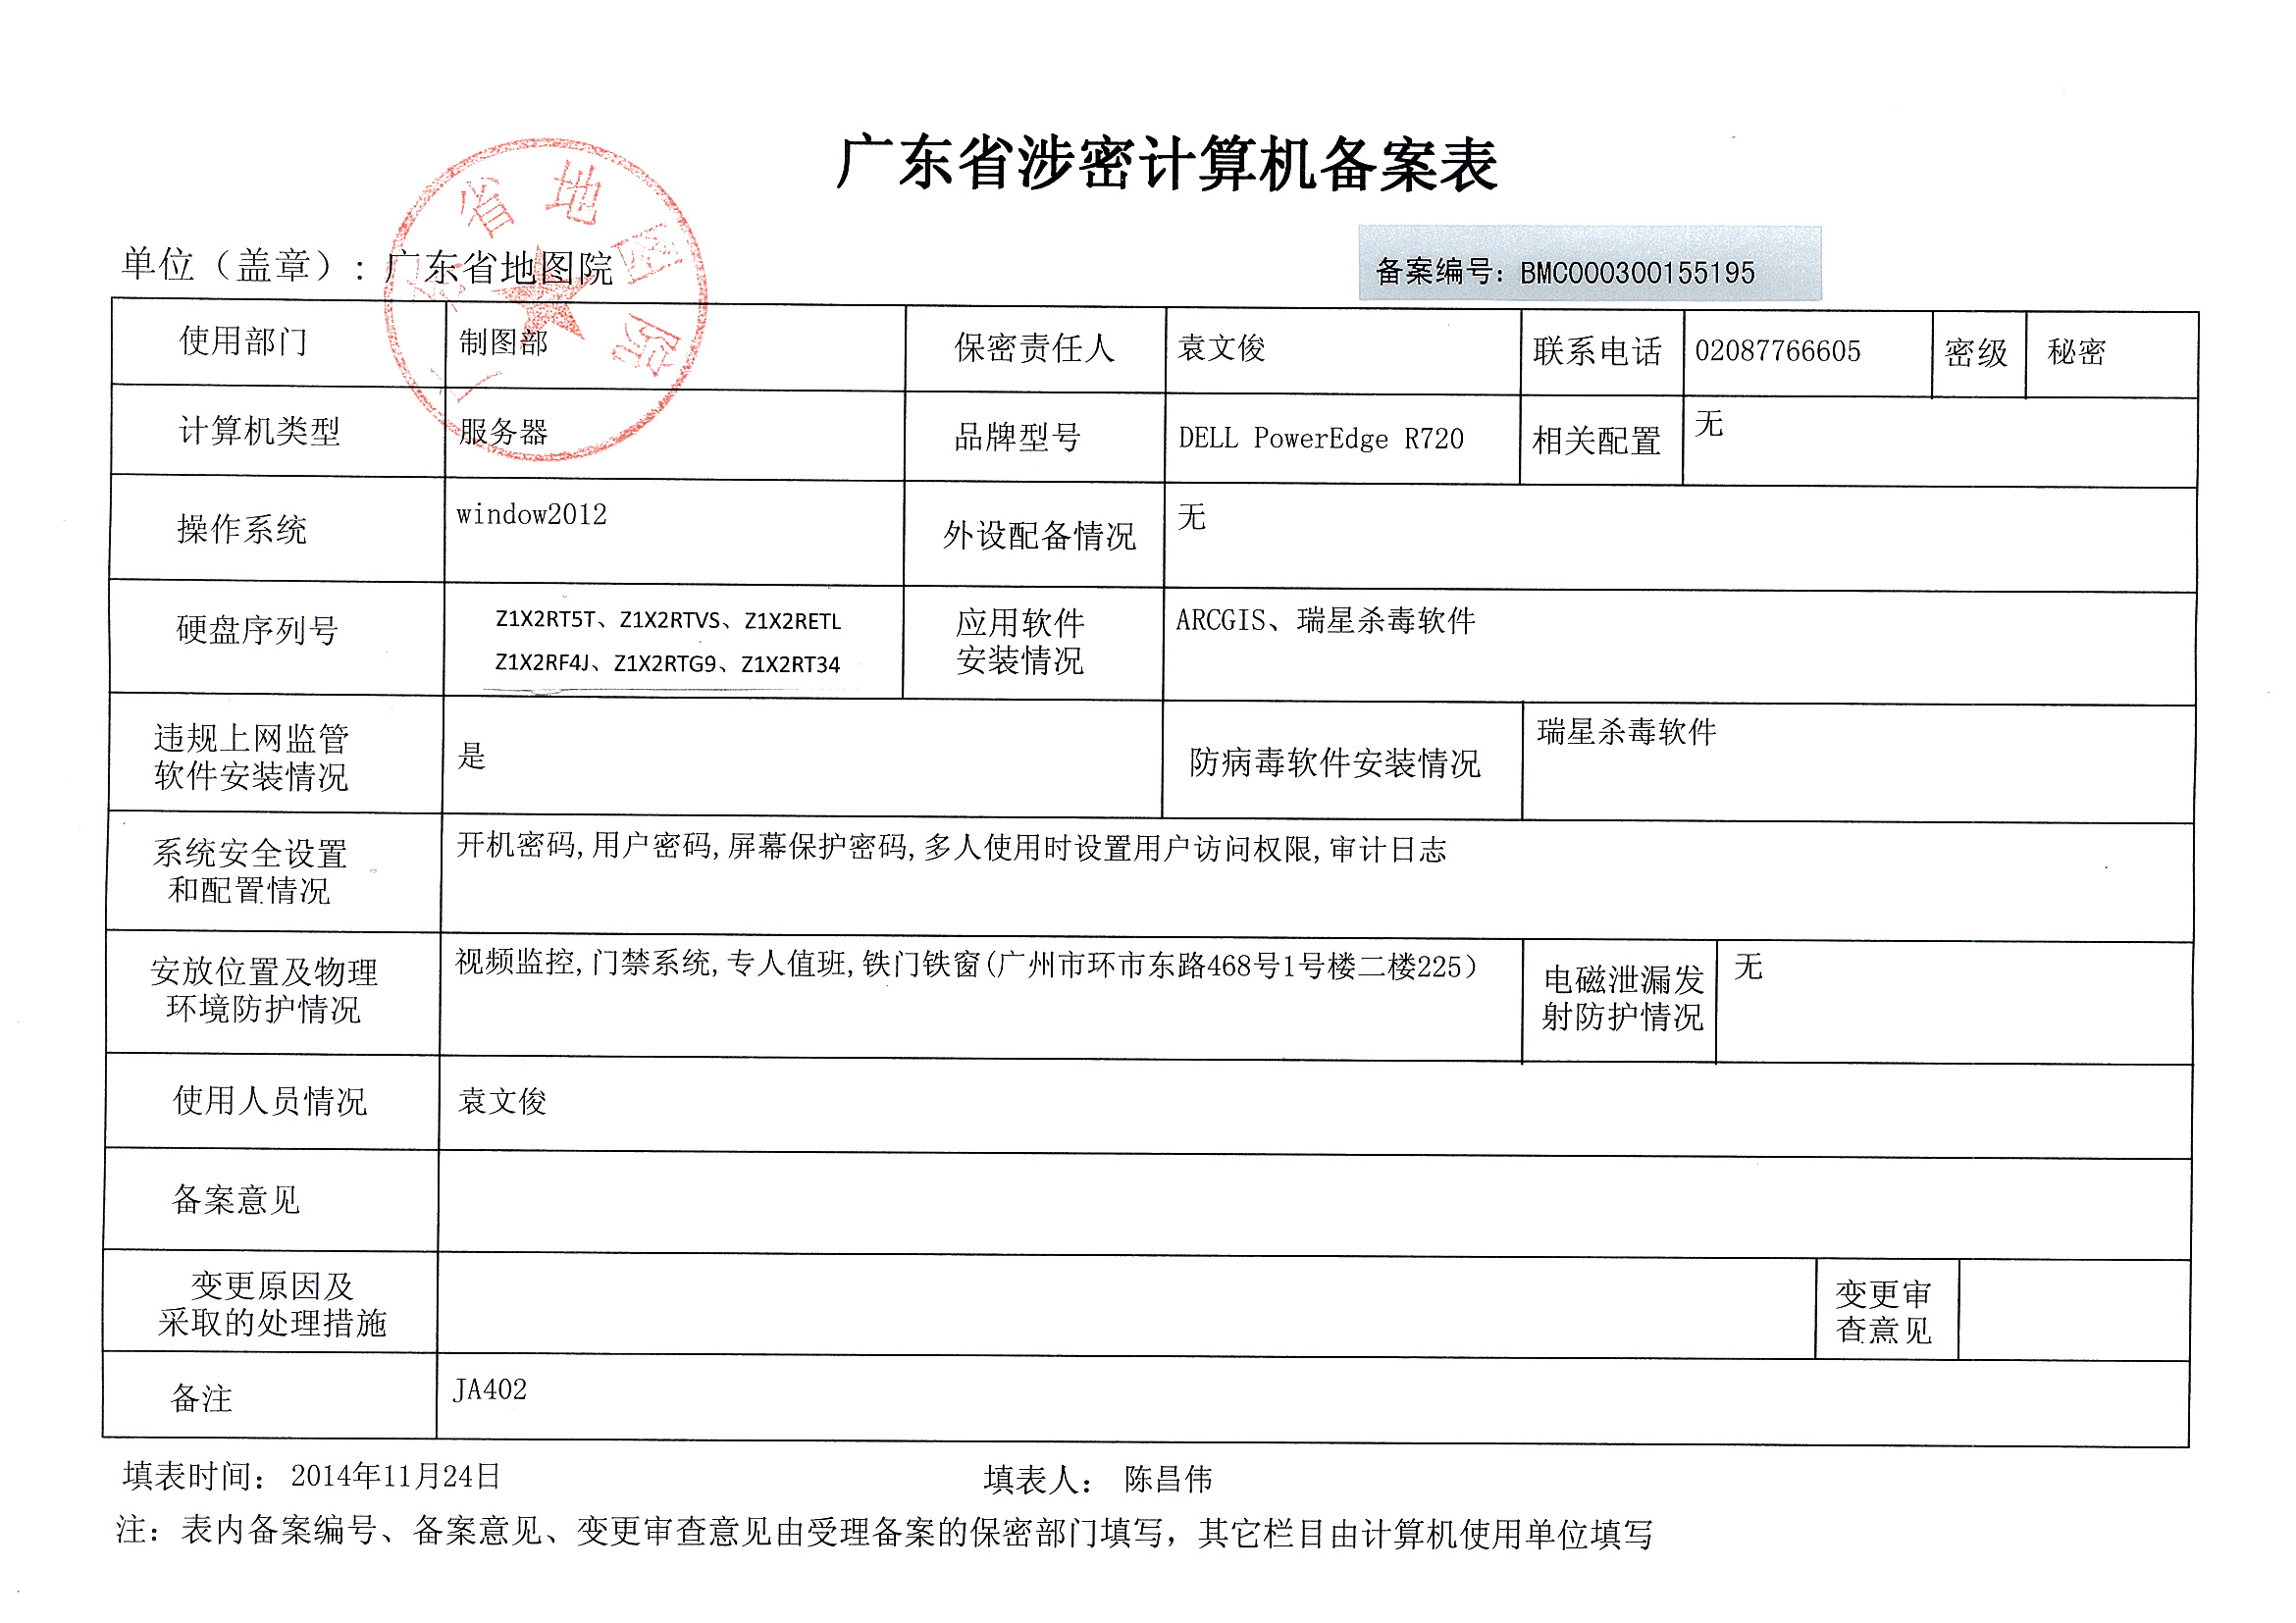 广东省涉密计算机备案表
广东省地图院
单位（盖章）: 广东省地图院
备案编号: BMC000300155195
使用部门 制图部 保密责任人 袁文俊 联系电话 02087766605 密级 秘密
计算机类型 服务器 品牌型号 DELL PowerEdge R720 相关配置 无
操作系统 window2012 外设配备情况 无
硬盘序列号 Z1X2RT5T、Z1X2RTVS、Z1X2RETL
Z1X2RF4J、Z1X2RTG9、Z1X2RT34
应用软件
安装情况
ARCGIS、瑞星杀毒软件
违规上网监管
软件安装情况
是 防病毒软件安装情况 瑞星杀毒软件
系统安全设置
和配置情况
开机密码,用户密码,屏幕保护密码,多人使用时设置用户访问权限,审计日志
安放位置及物理
环境防护情况
视频监控,门禁系统,专人值班,铁门铁窗(广州市环市东路468号1号楼二楼225）
电磁泄漏发
射防护情况
无
使用人员情况 袁文俊
备案意见
变更原因及
采取的处理措施
变更审
查意见
备注 JA402
填表时间: 2014年11月24日 填表人: 陈昌伟
注: 表内备案编号、备案意见、变更审查意见由受理备案的保密部门填写，其它栏目由计算机使用单位填写